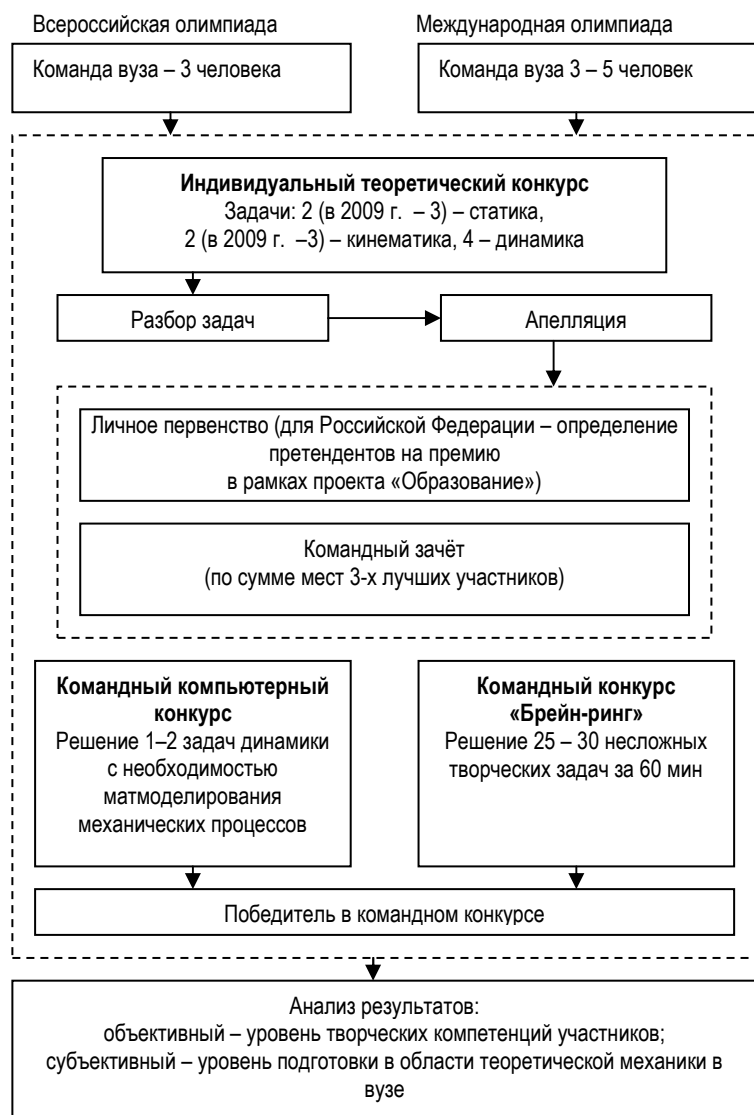 Всероссийская олимпиада
Международная олимпиада
Команда вуза – 3 человека
Команда вуза 3 – 5 человек
Индивидуальный теоретический конкурс
Задачи: 2 (в 2009 г. – 3) – статика,
2 (в 2009 г. –3) – кинематика, 4 – динамика
Разбор задач
Апелляция
Личное первенство (для Российской Федерации – определение
претендентов на премию
в рамках проекта «Образование»)
Командный зачёт
(по сумме мест 3-х лучших участников)
Командный компьютерный
конкурс
Решение 1–2 задач динамики
с необходимостью
матмоделирования
механических процессов
Командный конкурс
«Брейн-ринг»
Решение 25 – 30 несложных
творческих задач за 60 мин
Победитель в командном конкурсе
Анализ результатов:
объективный – уровень творческих компетенций участников;
субъективный – уровень подготовки в области теоретической механики в
вузе